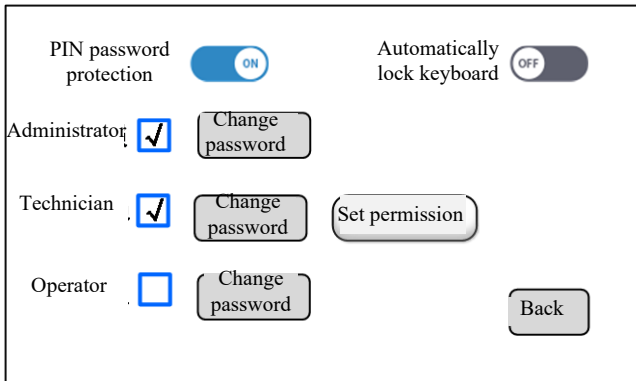 PIN password
protection
ON
Automatically
lock keyboard
OFF
Administrator
Change
password
Technician
Change
password
Set permission
Operator
Change
password
Back